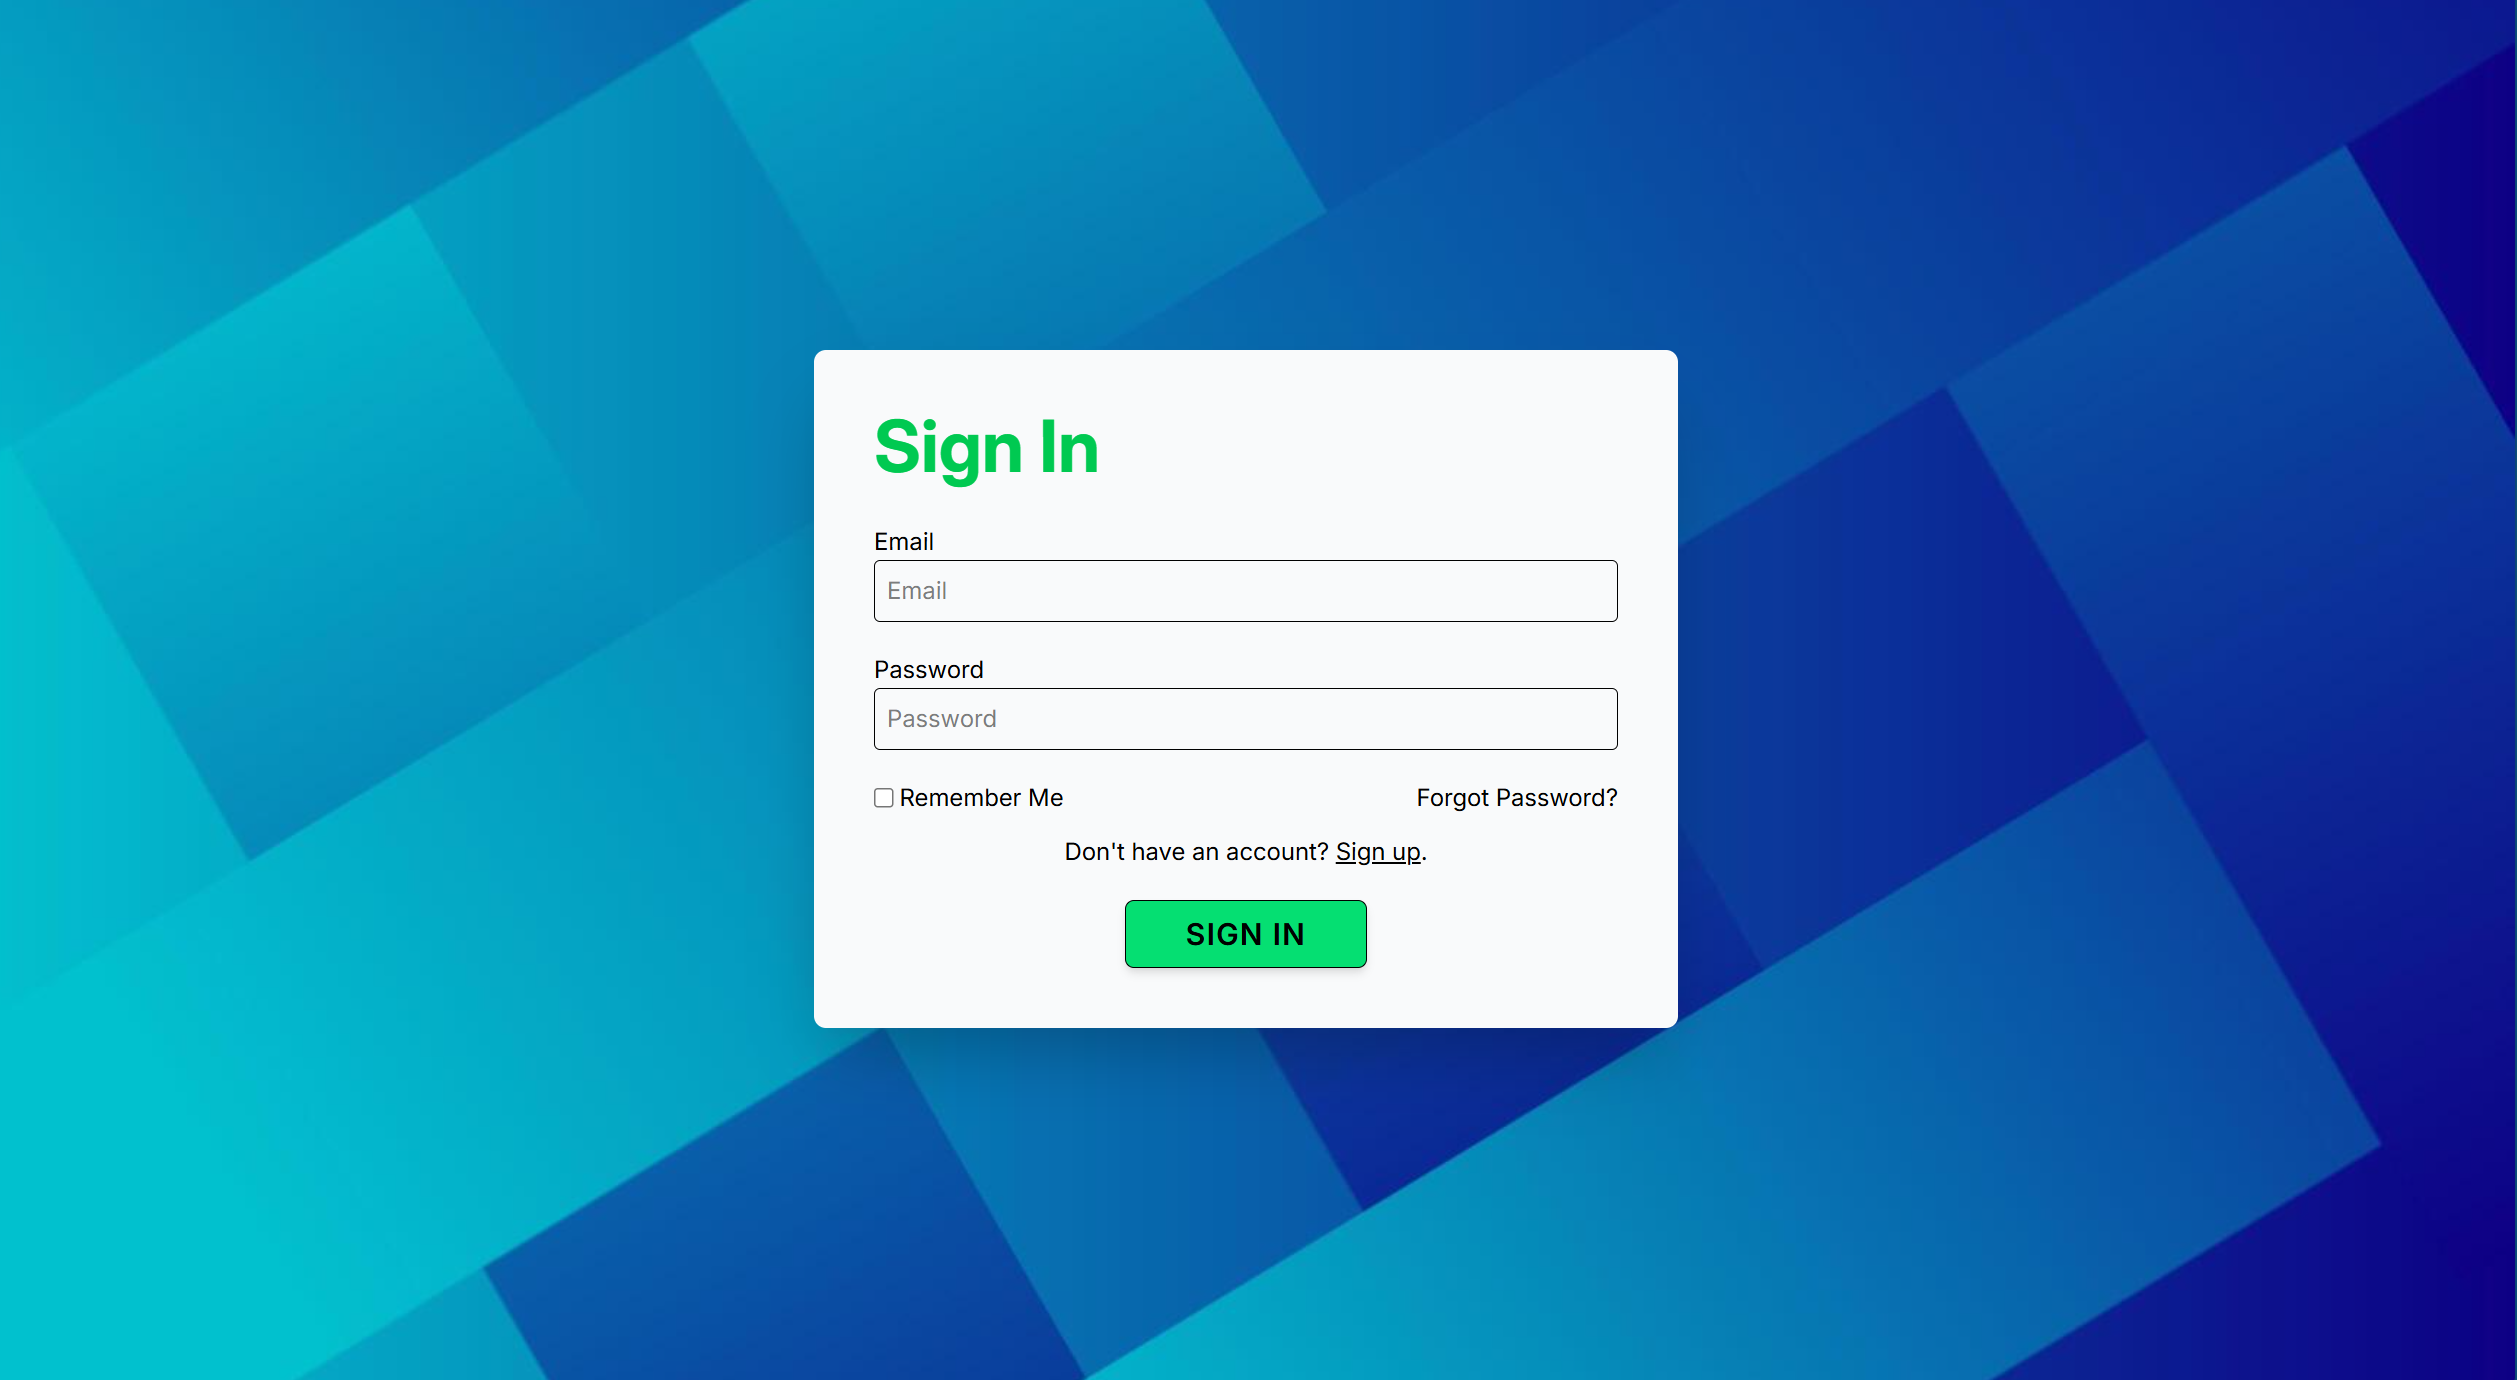 Sign In
Email
Email
Password
Password
Remember Me Forgot Password?
Don't have an account? Sign up.
SIGN IN